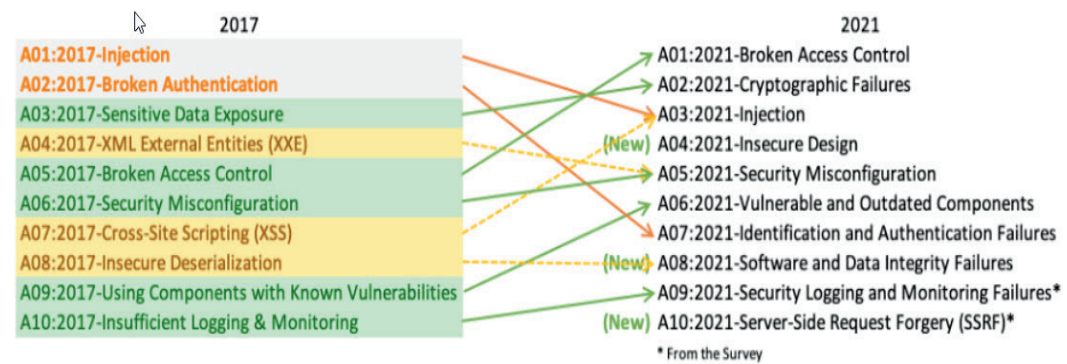 2017
A01:2017-Injection
A02:2017-Broken Authentication
A03:2017-Sensitive Data Exposure
A04:2017-XML External Entities (XXE)
A05:2017-Broken Access Control
A06:2017-Security Misconfiguration
A07:2017-Cross-Site Scripting (XSS)
A08:2017-Insecure Deserialization
A09:2017-Using Components with Known Vulnerabilities
A10:2017-Insufficient Logging & Monitoring
2021
A01:2021-Broken Access Control
A02:2021-Cryptographic Failures
A03:2021-Injection
(New) A04:2021-Insecure Design
A05:2021-Security Misconfiguration
A06:2021-Vulnerable and Outdated Components
A07:2021-Identification and Authentication Failures
(New) A08:2021-Software and Data Integrity Failures
A09:2021-Security Logging and Monitoring Failures*
(New) A10:2021-Server-Side Request Forgery (SSRF)*
* From the Survey